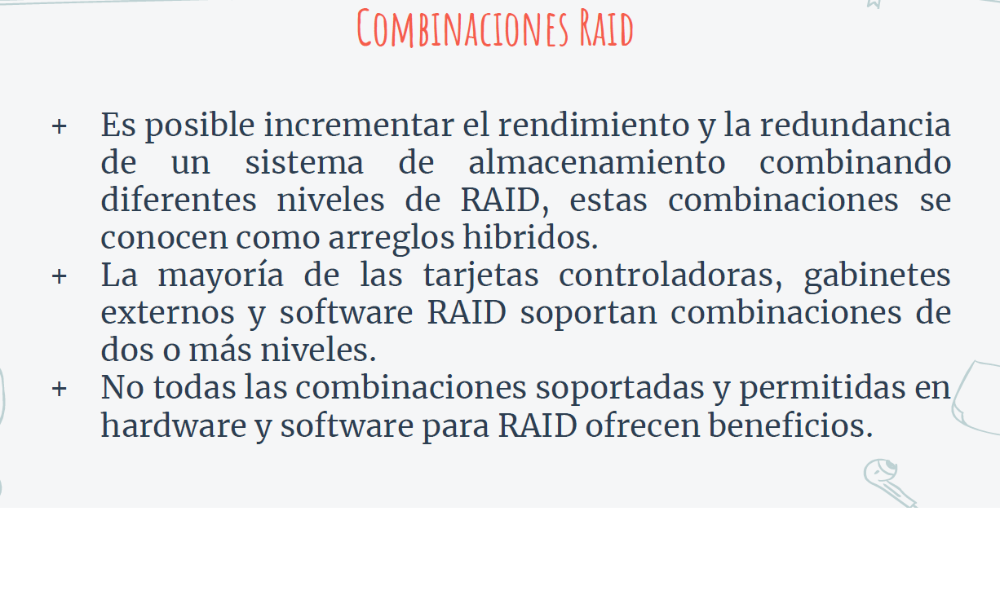 Combinaciones Raid
+ Es posible incrementar el rendimiento y la redundancia
de un sistema de almacenamiento combinando
diferentes niveles de RAID, estas combinaciones se
conocen como arreglos hibridos.
+ La mayoría de las tarjetas controladoras, gabinetes
externos y software RAID soportan combinaciones de
dos o más niveles.
+ No todas las combinaciones soportadas y permitidas en
hardware y software para RAID ofrecen beneficios.